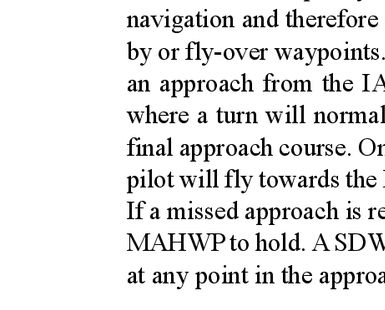 navigation and therefore
by or fly-over waypoints.
an approach from the IA
where a turn will normal
final approach course. On
pilot will fly towards the
If a missed approach is re
MAHWP to hold. A SDW
at any point in the approa